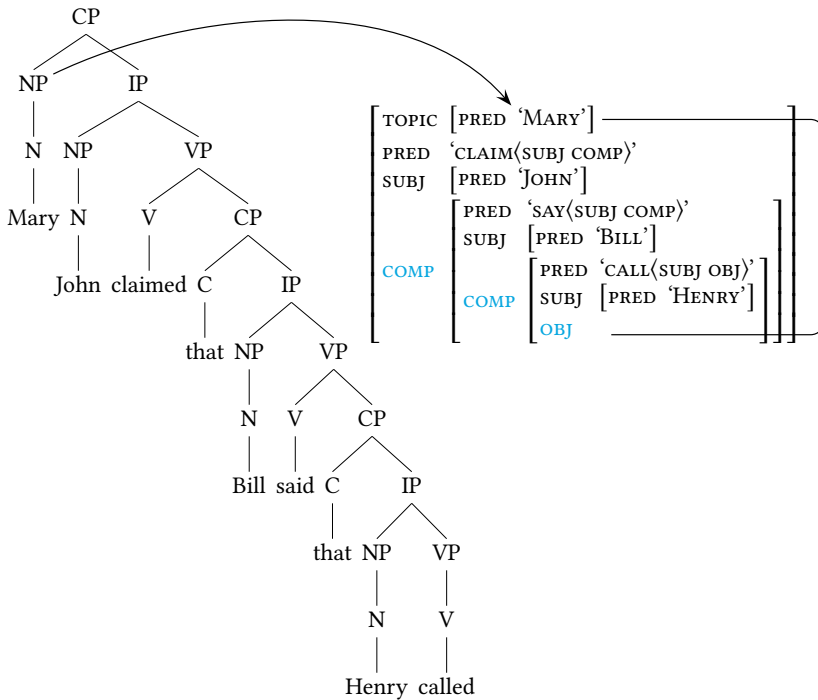 CP
NP IP
N NP VP
Mary N V CP
John claimed C IP
that NP VP
N V CP
Bill said C IP
that NP VP
N V
Henry called
TOPIC [PRED ‘MARY’]
PRED ‘CLAIM⟨SUBJ COMP⟩’
SUBJ [PRED ‘JOHN’]
PRED ‘SAY⟨SUBJ COMP⟩’
SUBJ [PRED ‘BILL’]
COMP
PRED ‘CALL⟨SUBJ OBJ⟩’
COMP SUBJ [PRED ‘HENRY’]
OBJ